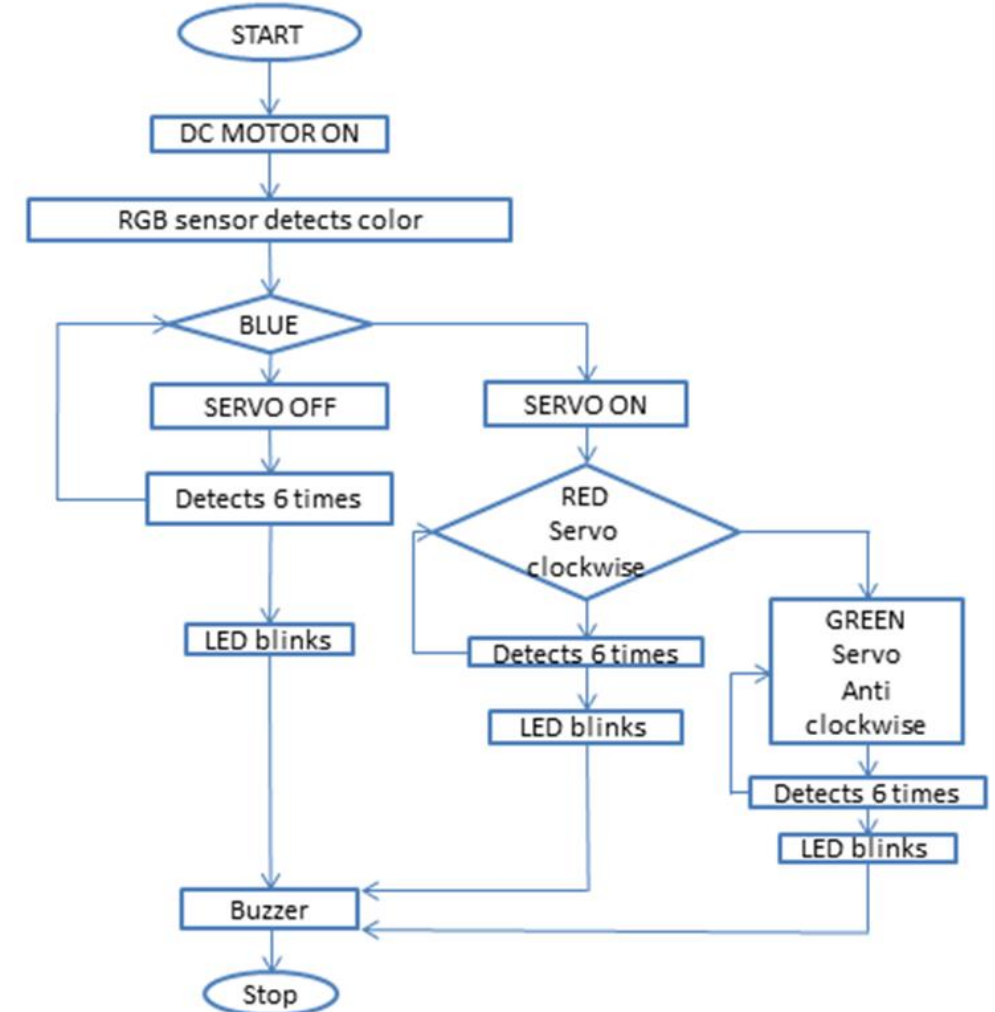 START
DC MOTOR ON
RGB sensor detects color
BLUE
SERVO OFF
SERVO ON
Detects 6 times
RED
Servo
clockwise
LED blinks
Detects 6 times
GREEN
Servo
Anti
clockwise
LED blinks
Detects 6 times
LED blinks
Buzzer
Stop